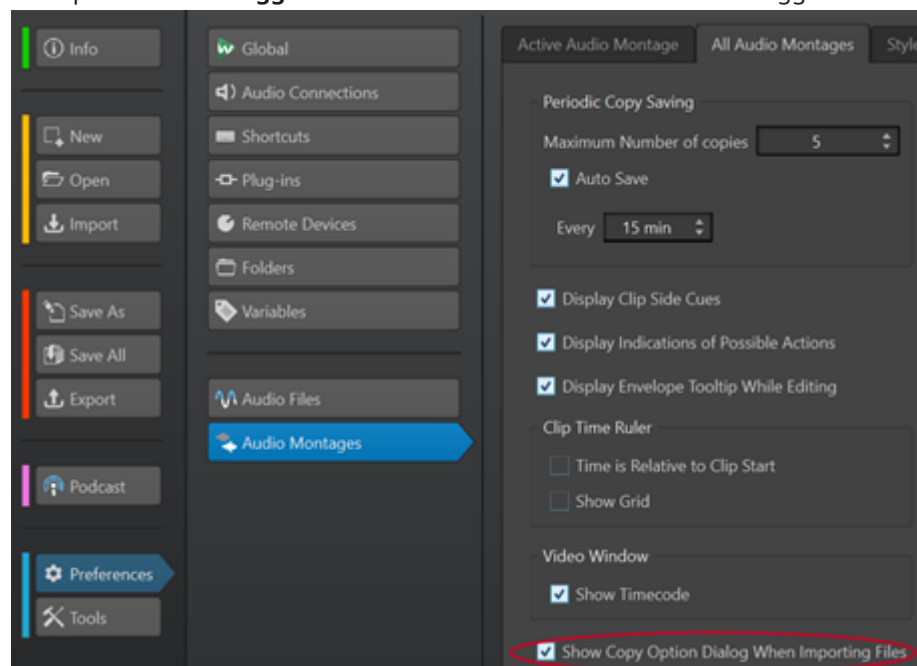 Info
New
Open
Import
Save As
Save All
Export
Podcast
Preferences
Tools
Global
Audio Connections
Shortcuts
Plug-ins
Remote Devices
Folders
Variables
Audio Files
Audio Montages
Active Audio Montage All Audio Montages
Periodic Copy Saving
Maximum Number of copies 5
Auto Save
Every 15 min
Display Clip Side Cues
Display Indications of Possible Actions
Display Envelope Tooltip While Editing
Clip Time Ruler
Time is Relative to Clip Start
Show Grid
Video Window
Show Timecode
Show Copy Option Dialog When Importing Files